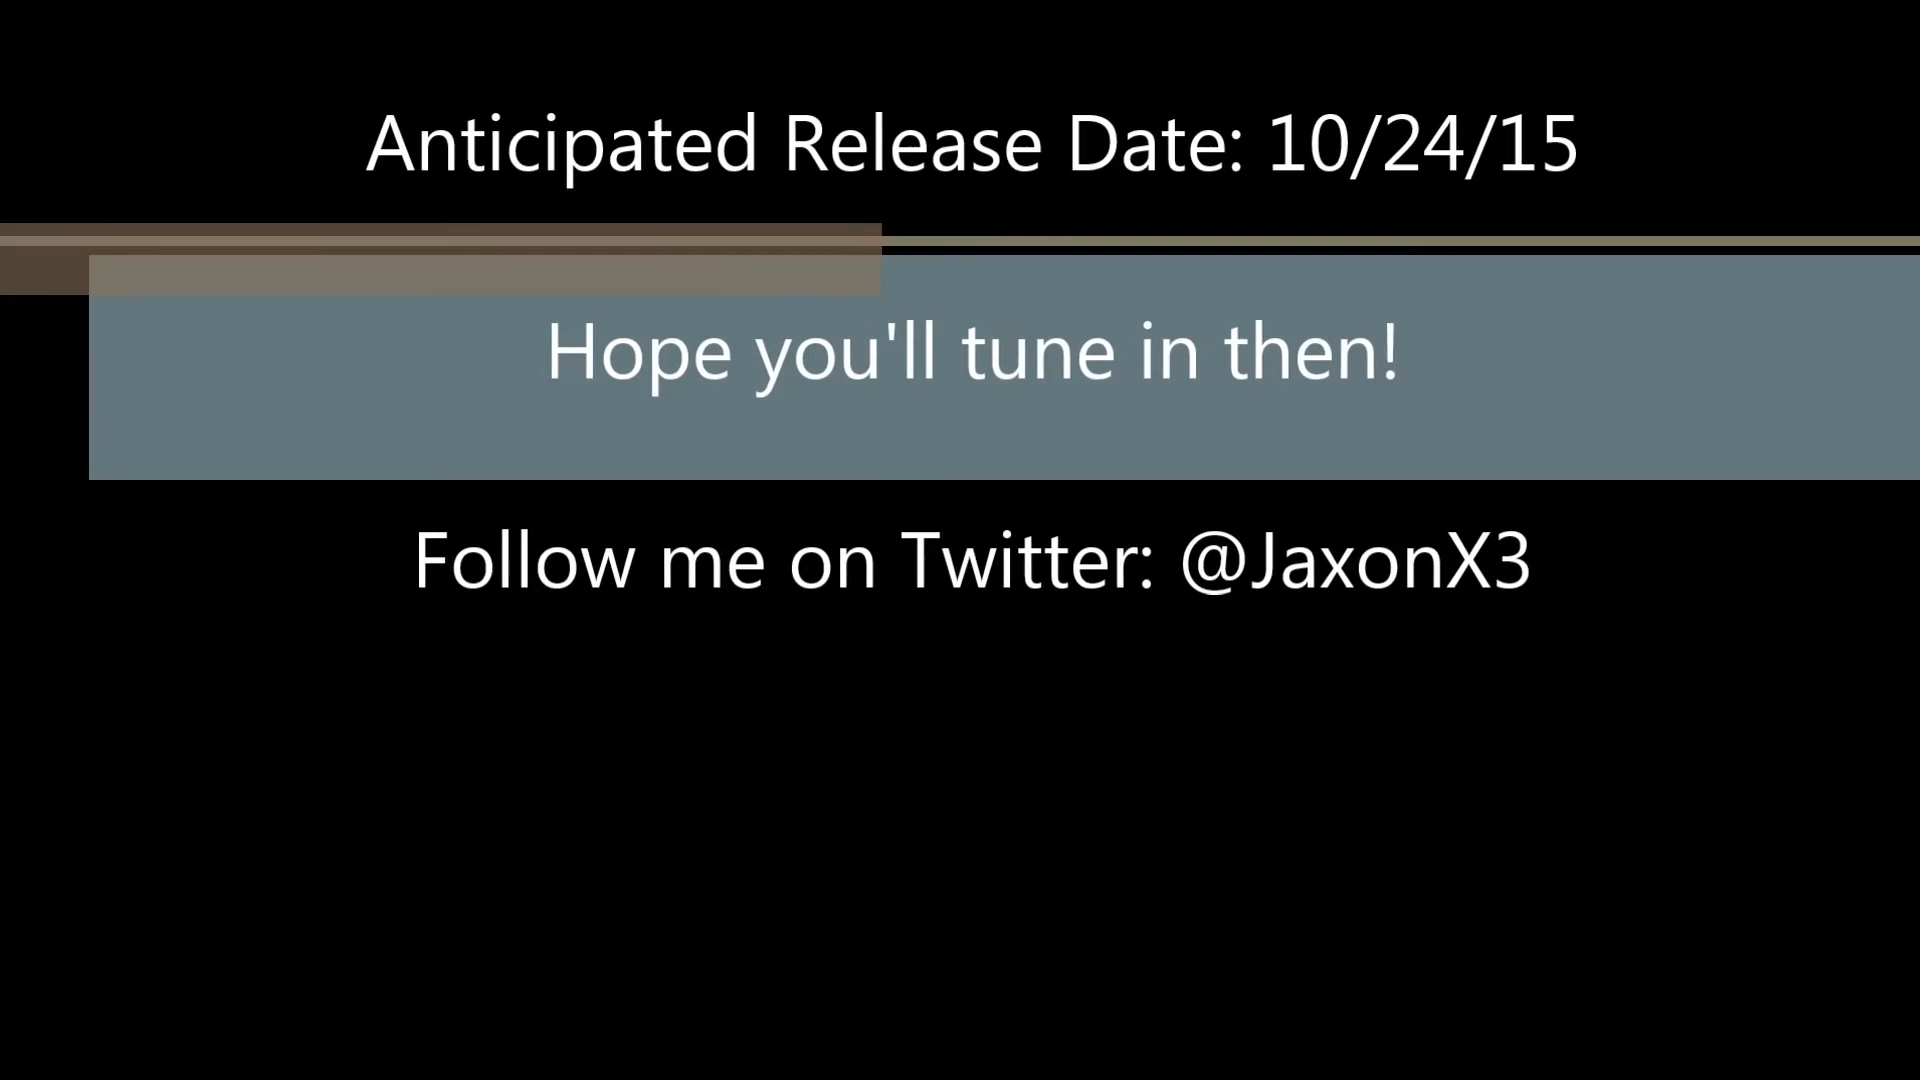 Anticipated Release Date: 10/24/15
Hope you'll tune in then!
Follow me on Twitter: @JaxonX3